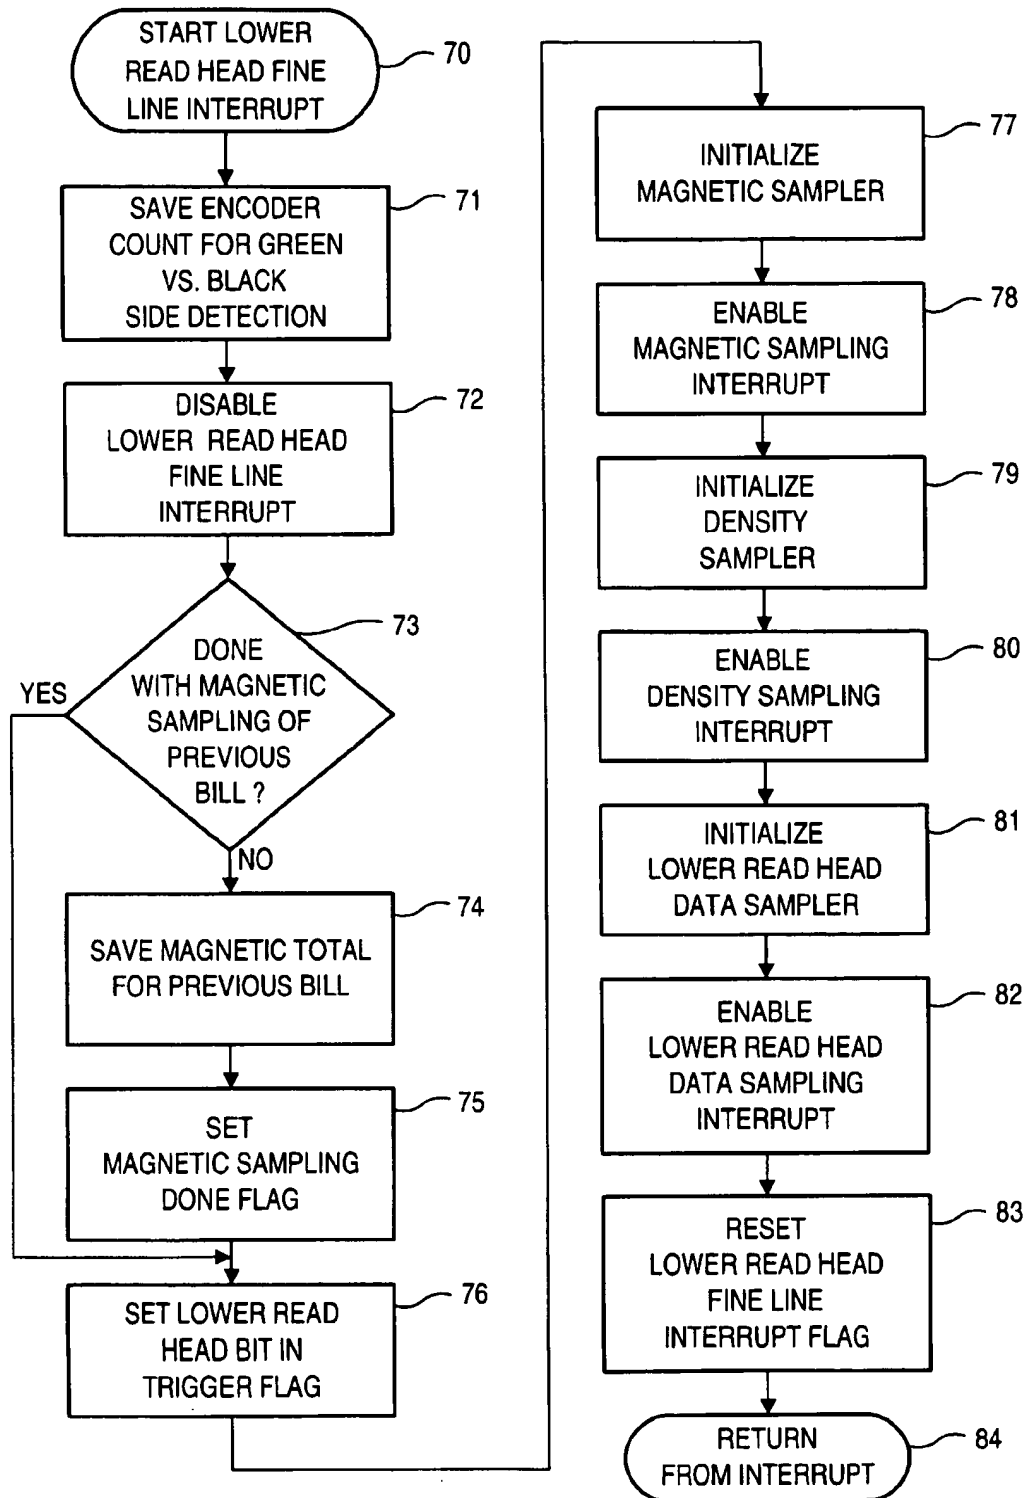 START LOWER
READ HEAD FINE
LINE INTERRUPT
70
SAVE ENCODER
COUNT FOR GREEN
VS. BLACK
SIDE DETECTION
71
DISABLE
LOWER READ HEAD
FINE LINE
INTERRUPT
72
DONE
WITH MAGNETIC
SAMPLING OF
PREVIOUS
BILL ?
73
YES
NO
SAVE MAGNETIC TOTAL
FOR PREVIOUS BILL
74
SET
MAGNETIC SAMPLING
DONE FLAG
75
SET LOWER READ
HEAD BIT IN
TRIGGER FLAG
76
INITIALIZE
MAGNETIC SAMPLER
77
ENABLE
MAGNETIC SAMPLING
INTERRUPT
78
INITIALIZE
DENSITY
SAMPLER
79
ENABLE
DENSITY SAMPLING
INTERRUPT
80
INITIALIZE
LOWER READ HEAD
DATA SAMPLER
81
ENABLE
LOWER READ HEAD
DATA SAMPLING
INTERRUPT
82
RESET
LOWER READ HEAD
FINE LINE
INTERRUPT FLAG
83
RETURN
FROM INTERRUPT
84